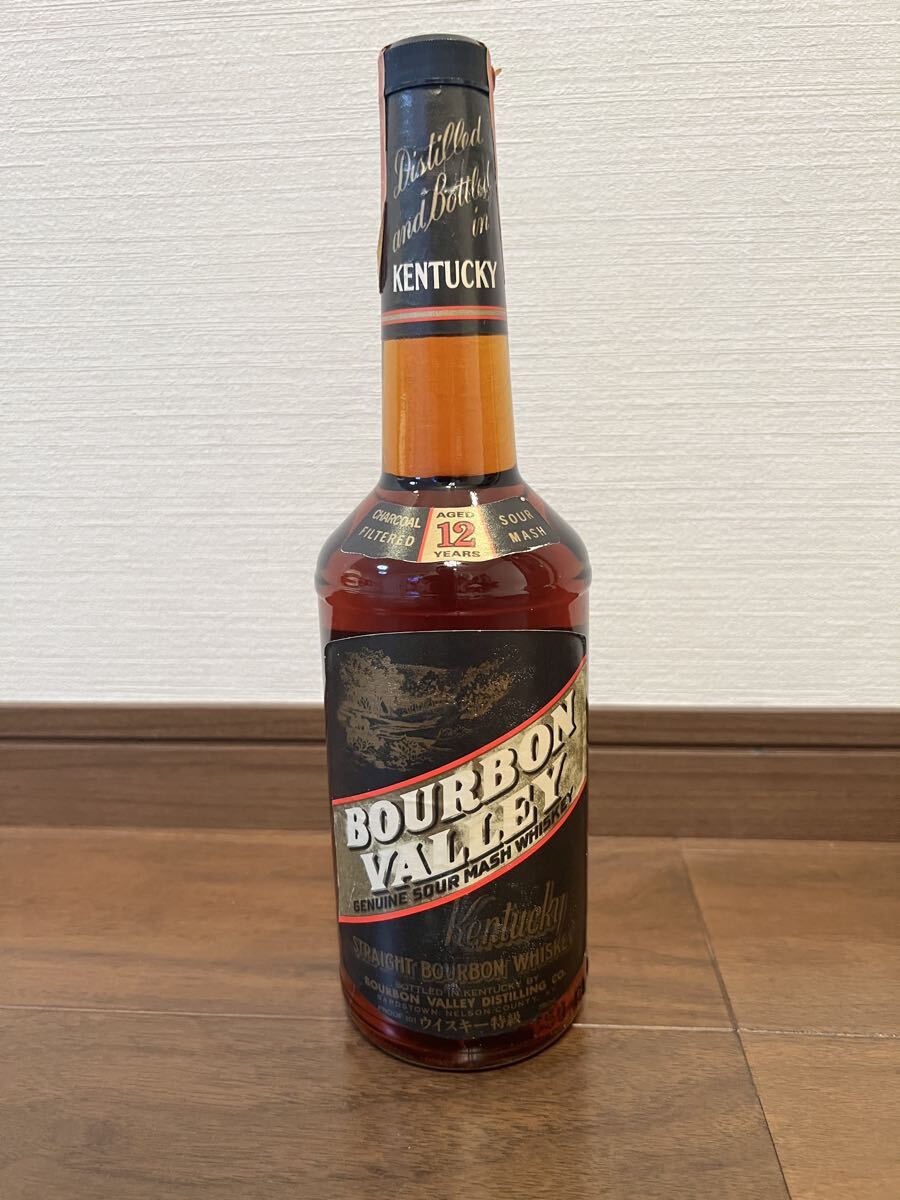 Distilled
and Bottled
in
KENTUCKY
CHARCOAL
FILTERED
AGED
12
YEARS
SOUR
MASH
BOURBON
VALLEY
GENUINE SOUR MASH WHISKEY
Kentucky
STRAIGHT BOURBON WHISKEY
BOTTLED IN KENTUCKY BY
BOURBON VALLEY DISTILLING CO.
BARDSTOWN NELSON COUNTY
PROOF 101 ウイスキー特級